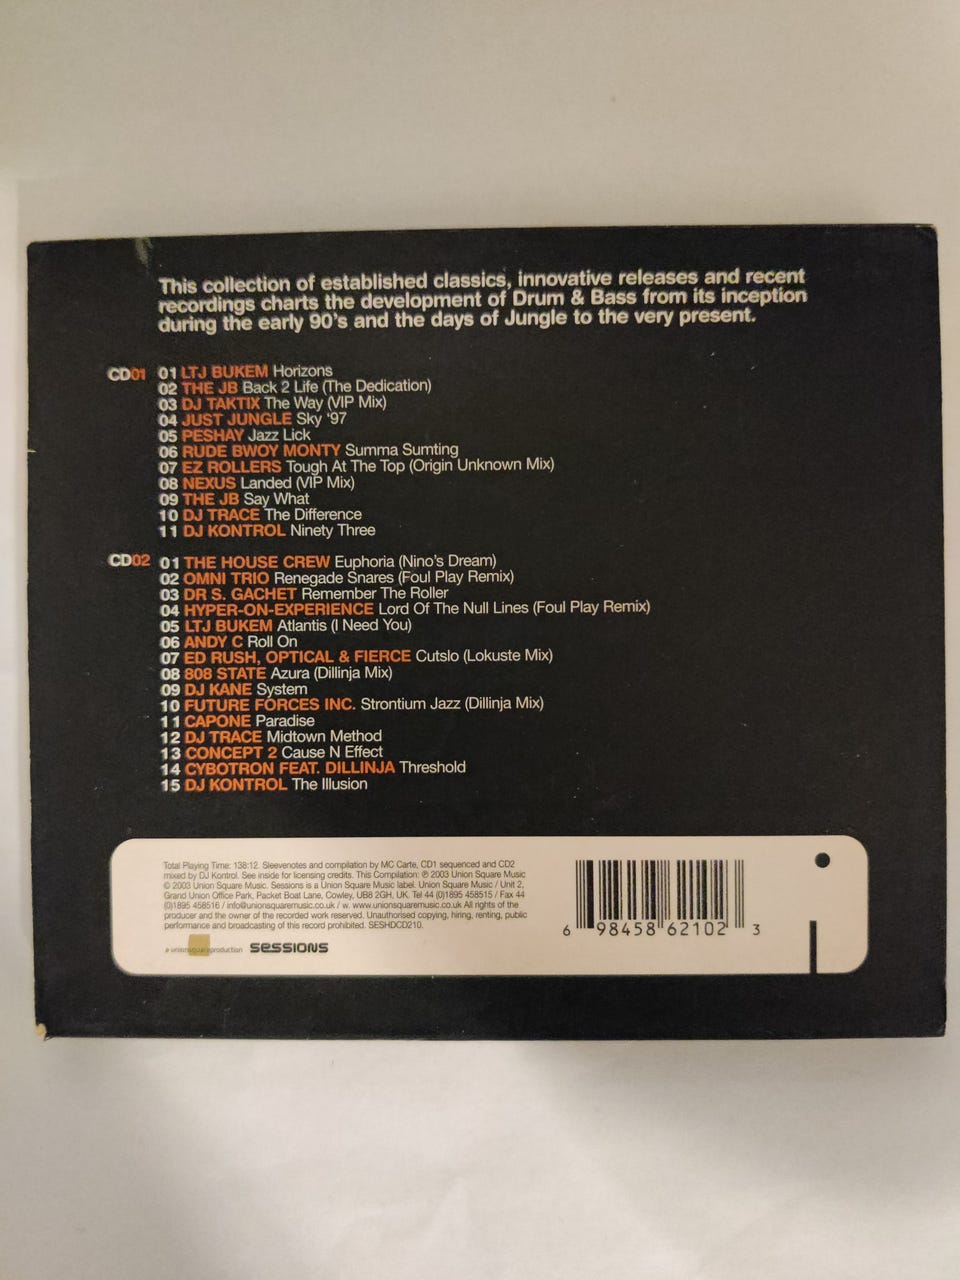 This collection of established classics, innovative releases and recent
recordings charts the development of Drum & Bass from its inception
during the early 90's and the days of Jungle to the very present.
CD01 01 LTJ BUKEM Horizons
02 THE JB Back 2 Life (The Dedication)
03 DJ TAKTIX The Way (VIP Mix)
04 JUST JUNGLE Sky '97
05 PESHAY Jazz Lick
06 RUDE BWOY MONTY Summa Sumting
07 EZ ROLLERS Tough At The Top (Origin Unknown Mix)
08 NEXUS Landed (VIP Mix)
09 THE JB Say What
10 DJ TRACE The Difference
11 DJ KONTROL Ninety Three
CD02 01 THE HOUSE CREW Euphoria (Nino's Dream)
02 OMNI TRIO Renegade Snares (Foul Play Remix)
03 DR S. GACHET Remember The Roller
04 HYPER-ON-EXPERIENCE Lord Of The Null Lines (Foul Play Remix)
05 LTJ BUKEM Atlantis (I Need You)
06 ANDY C Roll On
07 ED RUSH, OPTICAL & FIERCE Cutslo (Lokuste Mix)
08 808 STATE Azura (Dillinja Mix)
09 DJ KANE System
10 FUTURE FORCES INC. Strontium Jazz (Dillinja Mix)
11 CAPONE Paradise
12 DJ TRACE Midtown Method
13 CONCEPT 2 Cause N Effect
14 CYBOTRON FEAT. DILLINJA Threshold
15 DJ KONTROL The Illusion
Total Playing Time: 138:12. Sleevenotes and compilation by MC Carte, CD1 sequenced and CD2
mixed by DJ Kontrol. See inside for licensing credits. This Compilation: ℗ 2003 Union Square Music
© 2003 Union Square Music. Sessions is a Union Square Music label. Union Square Music / Unit 2,
Grand Union Office Park, Packet Boat Lane, Cowley, UB8 2GH, UK. Tel 44 (0)1895 458515 / Fax 44
(0)1895 458516 / info@unionsquaremusic.co.uk / w. www.unionsquaremusic.co.uk All rights of the
producer and the owner of the recorded work reserved. Unauthorised copying, hiring, renting, public
performance and broadcasting of this record prohibited. SESHDCD210.
a unionsquareproduction sessions
6 98458 62102 3